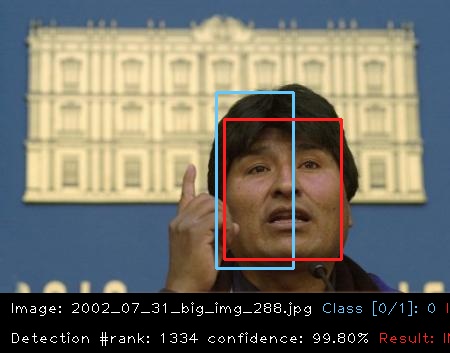 Image: 2002_07_31_big_img_288.jpg Class [0/1]: 0
Detection #rank: 1334 confidence: 99.80% Result: